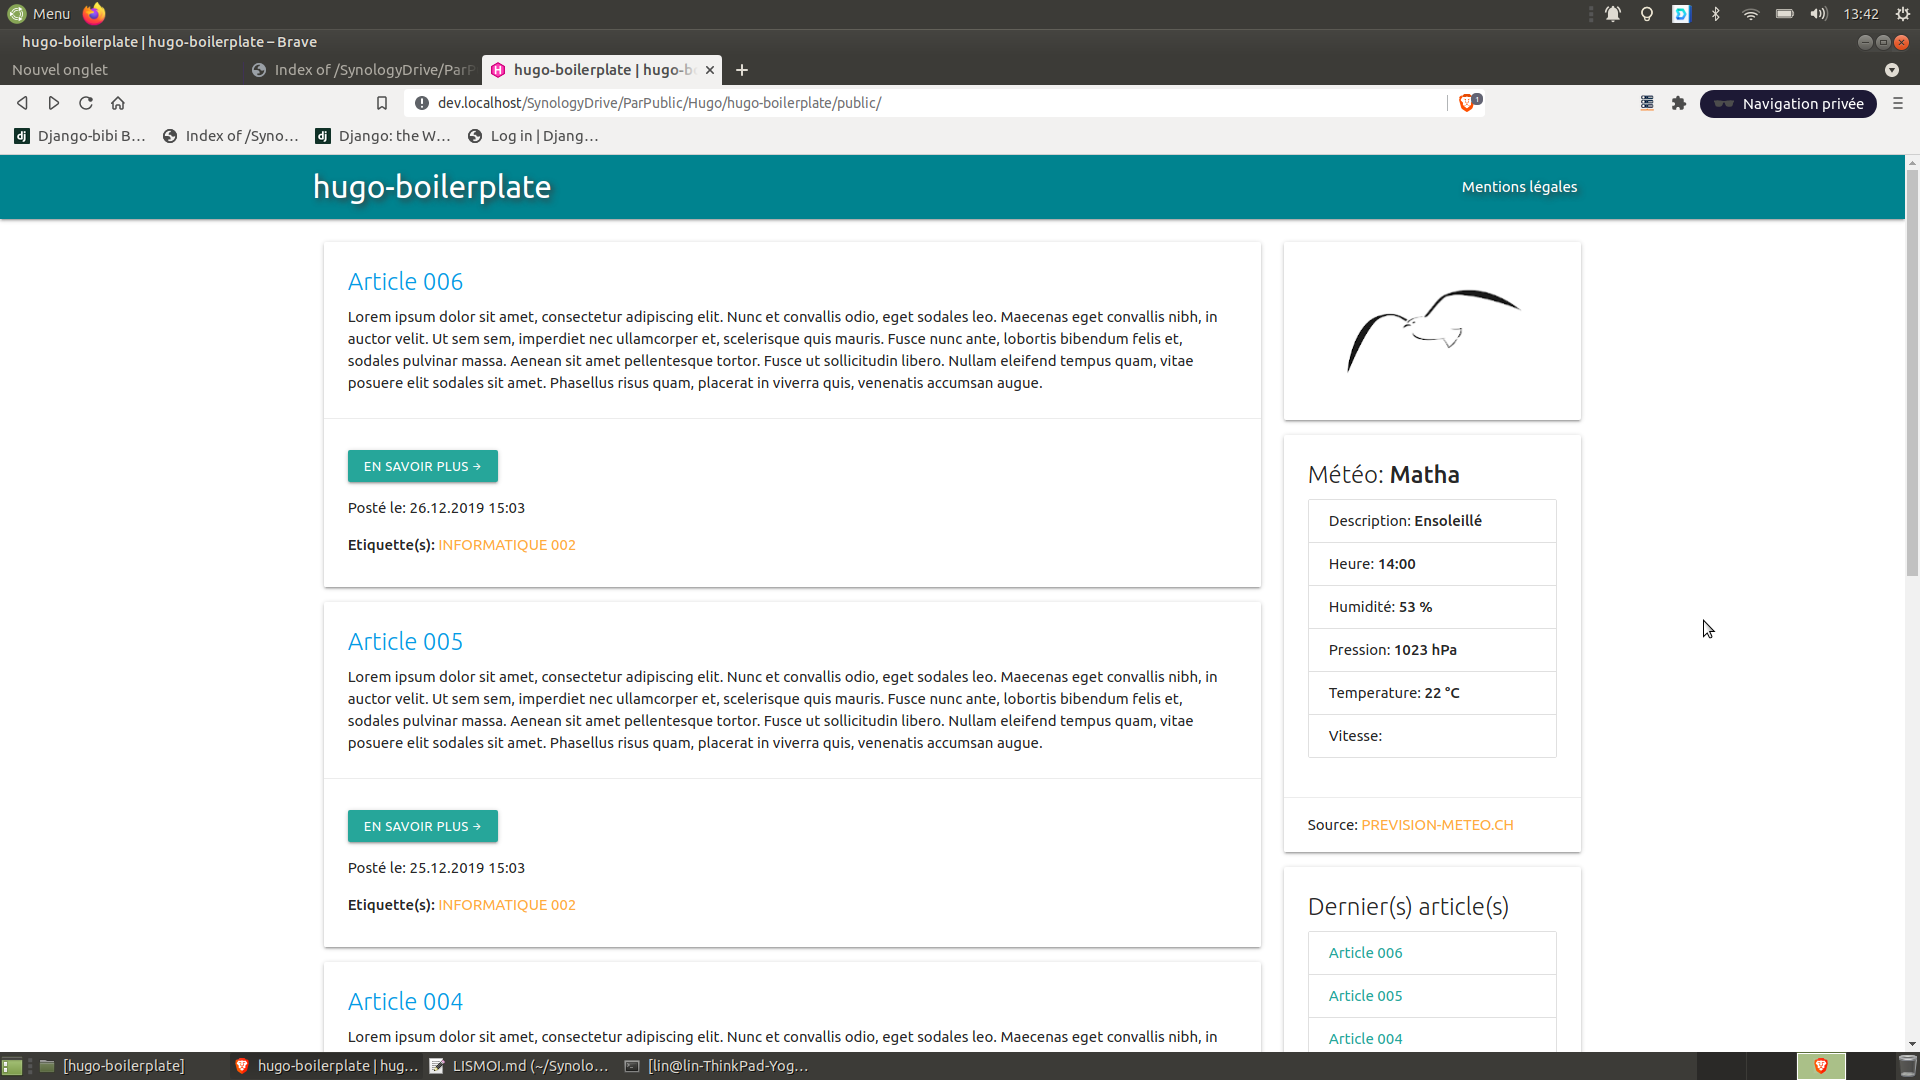 Menu
13:42
hugo-boilerplate | hugo-boilerplate – Brave
Nouvel onglet
Index of /SynologyDrive/ParP
hugo-boilerplate | hugo-b
dev.localhost/SynologyDrive/ParPublic/Hugo/hugo-boilerplate/public/
1
Navigation privée
dj Django-bibi B…
Index of /Syno…
dj Django: the W…
Log in | Djang…
hugo-boilerplate
Mentions légales
Article 006
Lorem ipsum dolor sit amet, consectetur adipiscing elit. Nunc et convallis odio, eget sodales leo. Maecenas eget convallis nibh, in
auctor velit. Ut sem sem, imperdiet nec ullamcorper et, scelerisque quis mauris. Fusce nunc ante, lobortis bibendum felis et,
sodales pulvinar massa. Aenean sit amet pellentesque tortor. Fusce ut sollicitudin libero. Nullam eleifend tempus quam, vitae
posuere elit sodales sit amet. Phasellus risus quam, placerat in viverra quis, venenatis accumsan augue.
EN SAVOIR PLUS →
Posté le: 26.12.2019 15:03
Etiquette(s): INFORMATIQUE 002
Article 005
Lorem ipsum dolor sit amet, consectetur adipiscing elit. Nunc et convallis odio, eget sodales leo. Maecenas eget convallis nibh, in
auctor velit. Ut sem sem, imperdiet nec ullamcorper et, scelerisque quis mauris. Fusce nunc ante, lobortis bibendum felis et,
sodales pulvinar massa. Aenean sit amet pellentesque tortor. Fusce ut sollicitudin libero. Nullam eleifend tempus quam, vitae
posuere elit sodales sit amet. Phasellus risus quam, placerat in viverra quis, venenatis accumsan augue.
EN SAVOIR PLUS →
Posté le: 25.12.2019 15:03
Etiquette(s): INFORMATIQUE 002
Article 004
Lorem ipsum dolor sit amet, consectetur adipiscing elit. Nunc et convallis odio, eget sodales leo. Maecenas eget convallis nibh, in
Météo: Matha
Description: Ensoleillé
Heure: 14:00
Humidité: 53 %
Pression: 1023 hPa
Temperature: 22 °C
Vitesse:
Source: PREVISION-METEO.CH
Dernier(s) article(s)
Article 006
Article 005
Article 004
[hugo-boilerplate]
hugo-boilerplate | hug…
LISMOI.md (~/Synolo…
[lin@lin-ThinkPad-Yog…